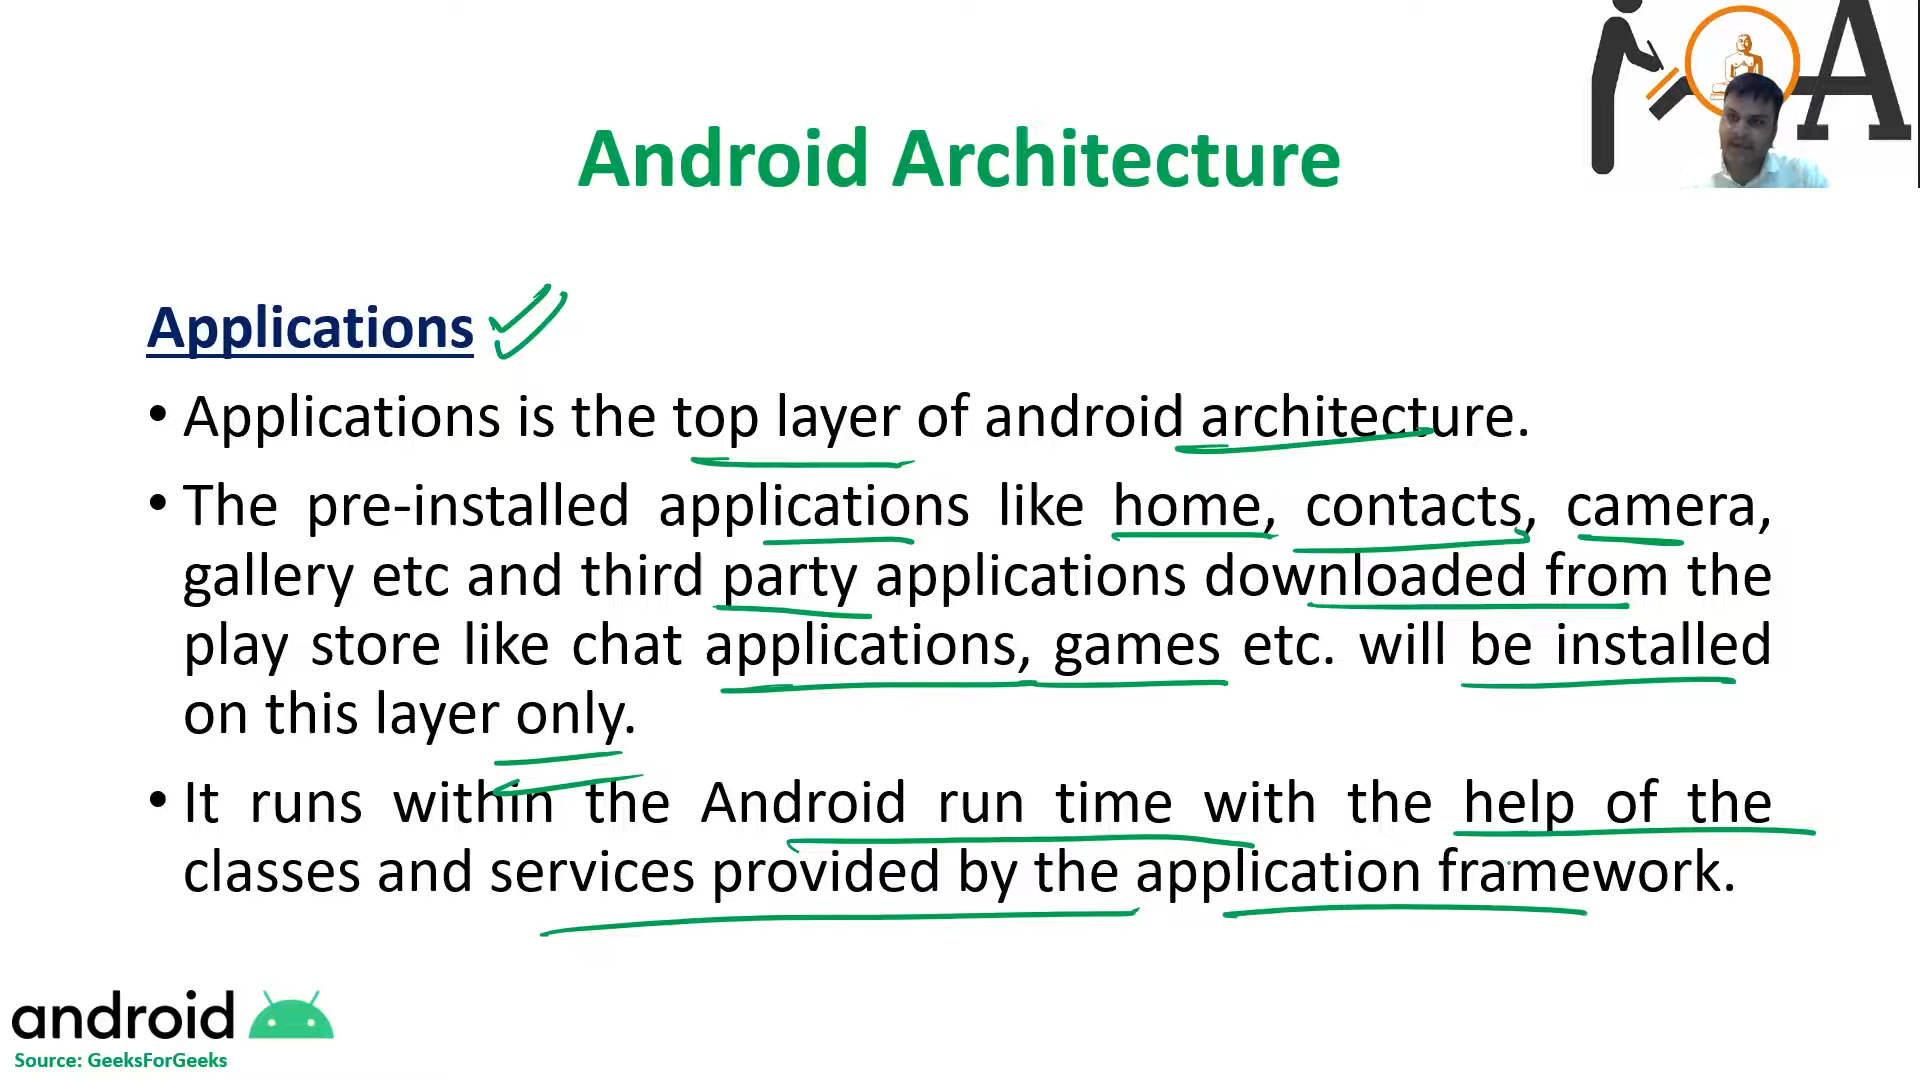 A
Android Architecture
Applications
• Applications is the top layer of android architecture.
• The pre-installed applications like home, contacts, camera,
gallery etc and third party applications downloaded from the
play store like chat applications, games etc. will be installed
on this layer only.
• It runs within the Android run time with the help of the
classes and services provided by the application framework.
android
Source: GeeksForGeeks